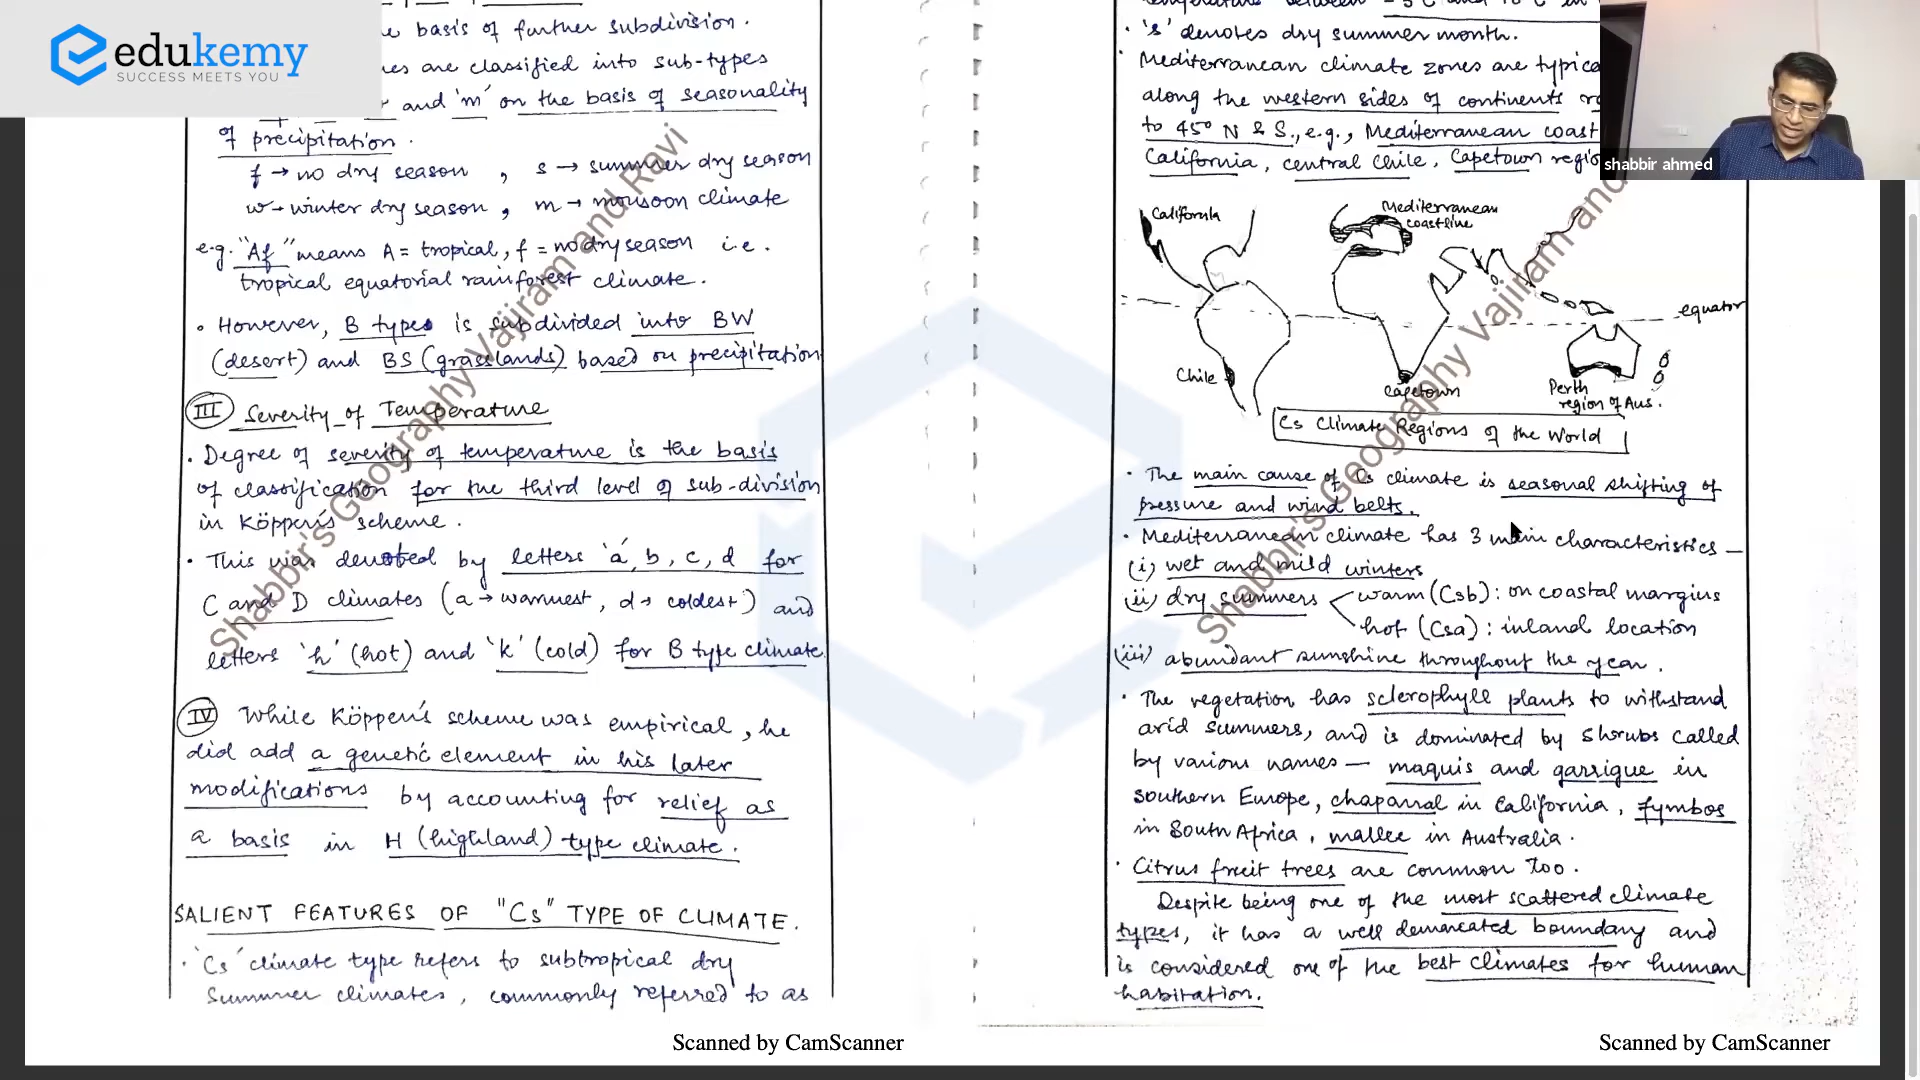 edukemy
SUCCESS MEETS YOU
basis of further subdivision.
are classified into sub-types
and 'm' on the basis of seasonality
of precipitation.
f → no dry season , s → summer dry season
w → winter dry season , m → monsoon climate
e.g. "Af" means A = tropical, f = no dry season i.e.
tropical equatorial rainforest climate.
• However, B types is subdivided into BW
(desert) and BS (grasslands) based on precipitation
III Severity of Temperature
• Degree of severity of temperature is the basis
of classification for the third level of sub-division
in Köppen's scheme.
• This was denoted by letters 'a, b, c, d for
C and D climates (a → warmest, d → coldest) and
letters 'h' (hot) and 'k' (cold) for B type climate.
IV While Köppen's scheme was empirical, he
did add a genetic element in his later
modifications by accounting for relief as
a basis in H (highland) type climate.
SALIENT FEATURES OF "Cs" TYPE OF CLIMATE.
• 'Cs' climate type refers to subtropical dry
summer climates, commonly referred to as
Shabbir's Geography Vajiram and Ravi
Scanned by CamScanner
temperature between
• 's' denotes dry summer month.
• Mediterranean climate zones are
along the western sides of continents
to 45° N & S., e.g., Mediterranean coast
California, central Chile, Capetown
shabbir ahmed
California
Mediterranean
coastline
equator
Chile
Capetown
Perth
region of Aus.
Cs Climate Regions of the World
• The main cause of Cs climate is seasonal shifting of
pressure and wind belts.
• Mediterranean climate has 3 main characteristics —
(i) wet and mild winters
(ii) dry summers warm (Csb) : on coastal margins
hot (Csa) : inland location
(iii) abundant sunshine throughout the year.
• The vegetation has sclerophyll plants to withstand
arid summers, and is dominated by shrubs called
by various names — maquis and garrigue in
southern Europe, chaparral in California, fymbos
in South Africa, mallee in Australia.
• Citrus fruit trees are common too.
Despite being one of the most scattered climate
types, it has a well demarcated boundary and
is considered one of the best climates for human
habitation.
Shabbir's Geography Vajiram and
Scanned by CamScanner